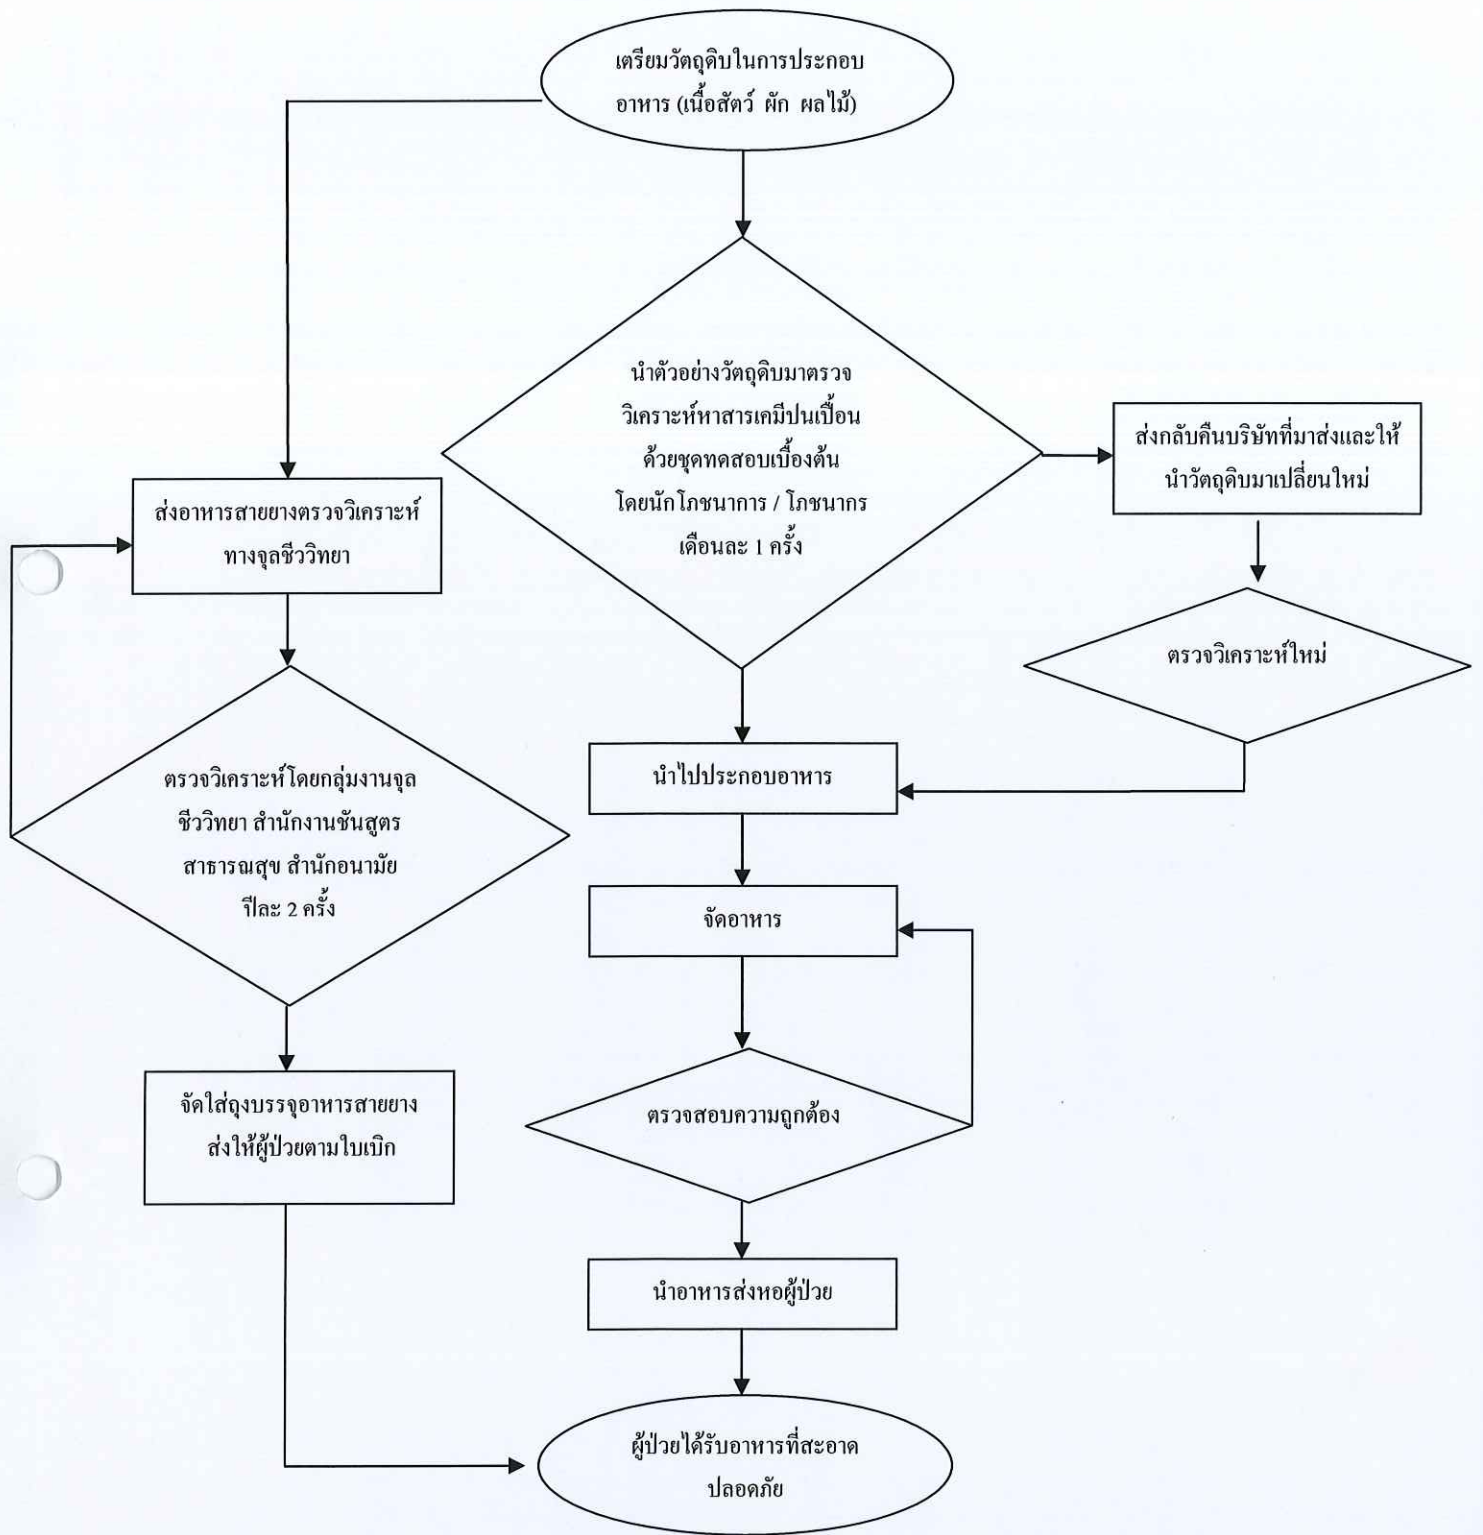 เตรียมวัตถุดิบในการประกอบ
อาหาร (เนื้อสัตว์ ผัก ผลไม้)
นำตัวอย่างวัตถุดิบมาตรวจ
วิเคราะห์หาสารเคมีปนเปื้อน
ด้วยชุดทดสอบเบื้องต้น
โดยนักโภชนาการ / โภชนากร
เดือนละ 1 ครั้ง
ส่งกลับคืนบริษัทที่มาส่งและให้
นำวัตถุดิบมาเปลี่ยนใหม่
ส่งอาหารสายยางตรวจวิเคราะห์
ทางจุลชีววิทยา
ตรวจวิเคราะห์ใหม่
ตรวจวิเคราะห์โดยกลุ่มงานจุล
ชีววิทยา สำนักงานชันสูตร
สาธารณสุข สำนักอนามัย
ปีละ 2 ครั้ง
นำไปประกอบอาหาร
จัดอาหาร
จัดใส่ถุงบรรจุอาหารสายยาง
ส่งให้ผู้ป่วยตามใบเบิก
ตรวจสอบความถูกต้อง
นำอาหารส่งหอผู้ป่วย
ผู้ป่วยได้รับอาหารที่สะอาด
ปลอดภัย